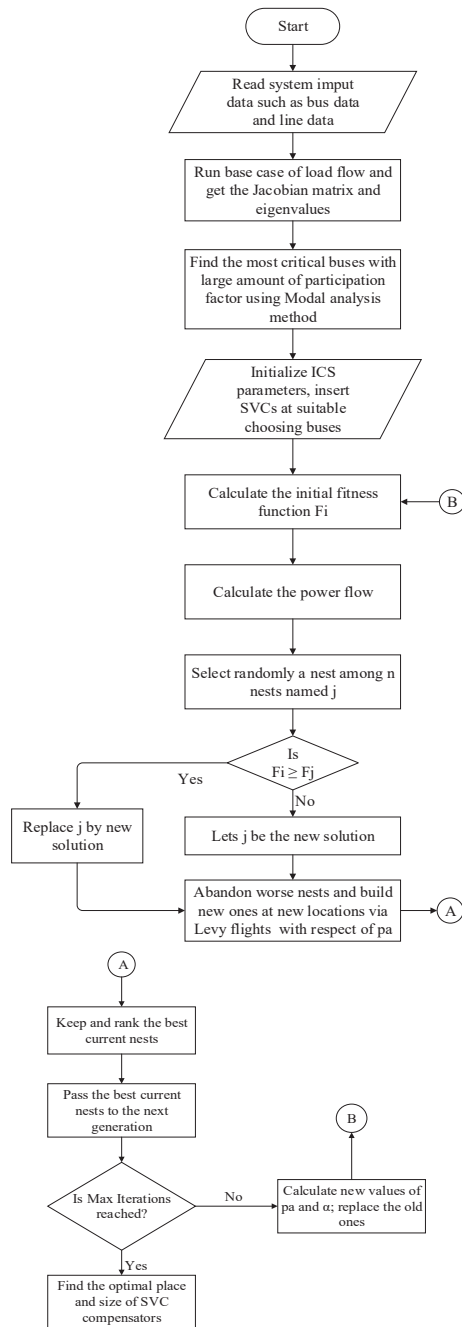 Start
Read system imput
data such as bus data
and line data
Run base case of load flow and
get the Jacobian matrix and
eigenvalues
Find the most critical buses with
large amount of participation
factor using Modal analysis
method
Initialize ICS
parameters, insert
SVCs at suitable
choosing buses
Calculate the initial fitness
function Fi
B
Calculate the power flow
Select randomly a nest among n
nests named j
Is
Fi ≥ Fj
Yes
No
Replace j by new
solution
Lets j be the new solution
Abandon worse nests and build
new ones at new locations via
Levy flights with respect of pa
A
A
Keep and rank the best
current nests
Pass the best current
nests to the next
generation
B
Is Max Iterations
reached?
No
Calculate new values of
pa and α; replace the old
ones
Yes
Find the optimal place
and size of SVC
compensators